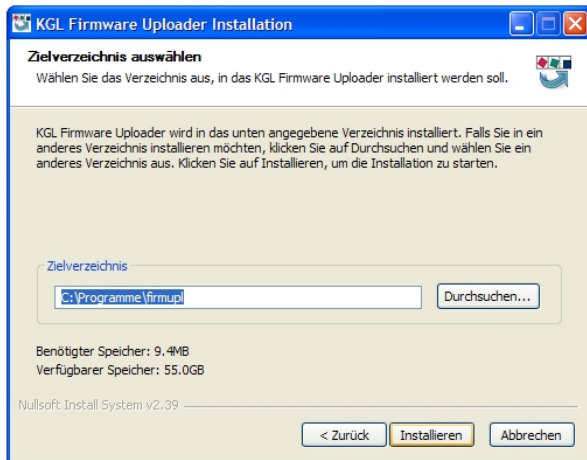 KGL Firmware Uploader Installation
Zielverzeichnis auswählen
Wählen Sie das Verzeichnis aus, in das KGL Firmware Uploader installiert werden soll.
KGL Firmware Uploader wird in das unten angegebene Verzeichnis installiert. Falls Sie in ein
anderes Verzeichnis installieren möchten, klicken Sie auf Durchsuchen und wählen Sie ein
anderes Verzeichnis aus. Klicken Sie auf Installieren, um die Installation zu starten.
Zielverzeichnis
C:\Programme\firmupl
Durchsuchen...
Benötigter Speicher: 9.4MB
Verfügbarer Speicher: 55.0GB
Nullsoft Install System v2.39
< Zurück Installieren Abbrechen